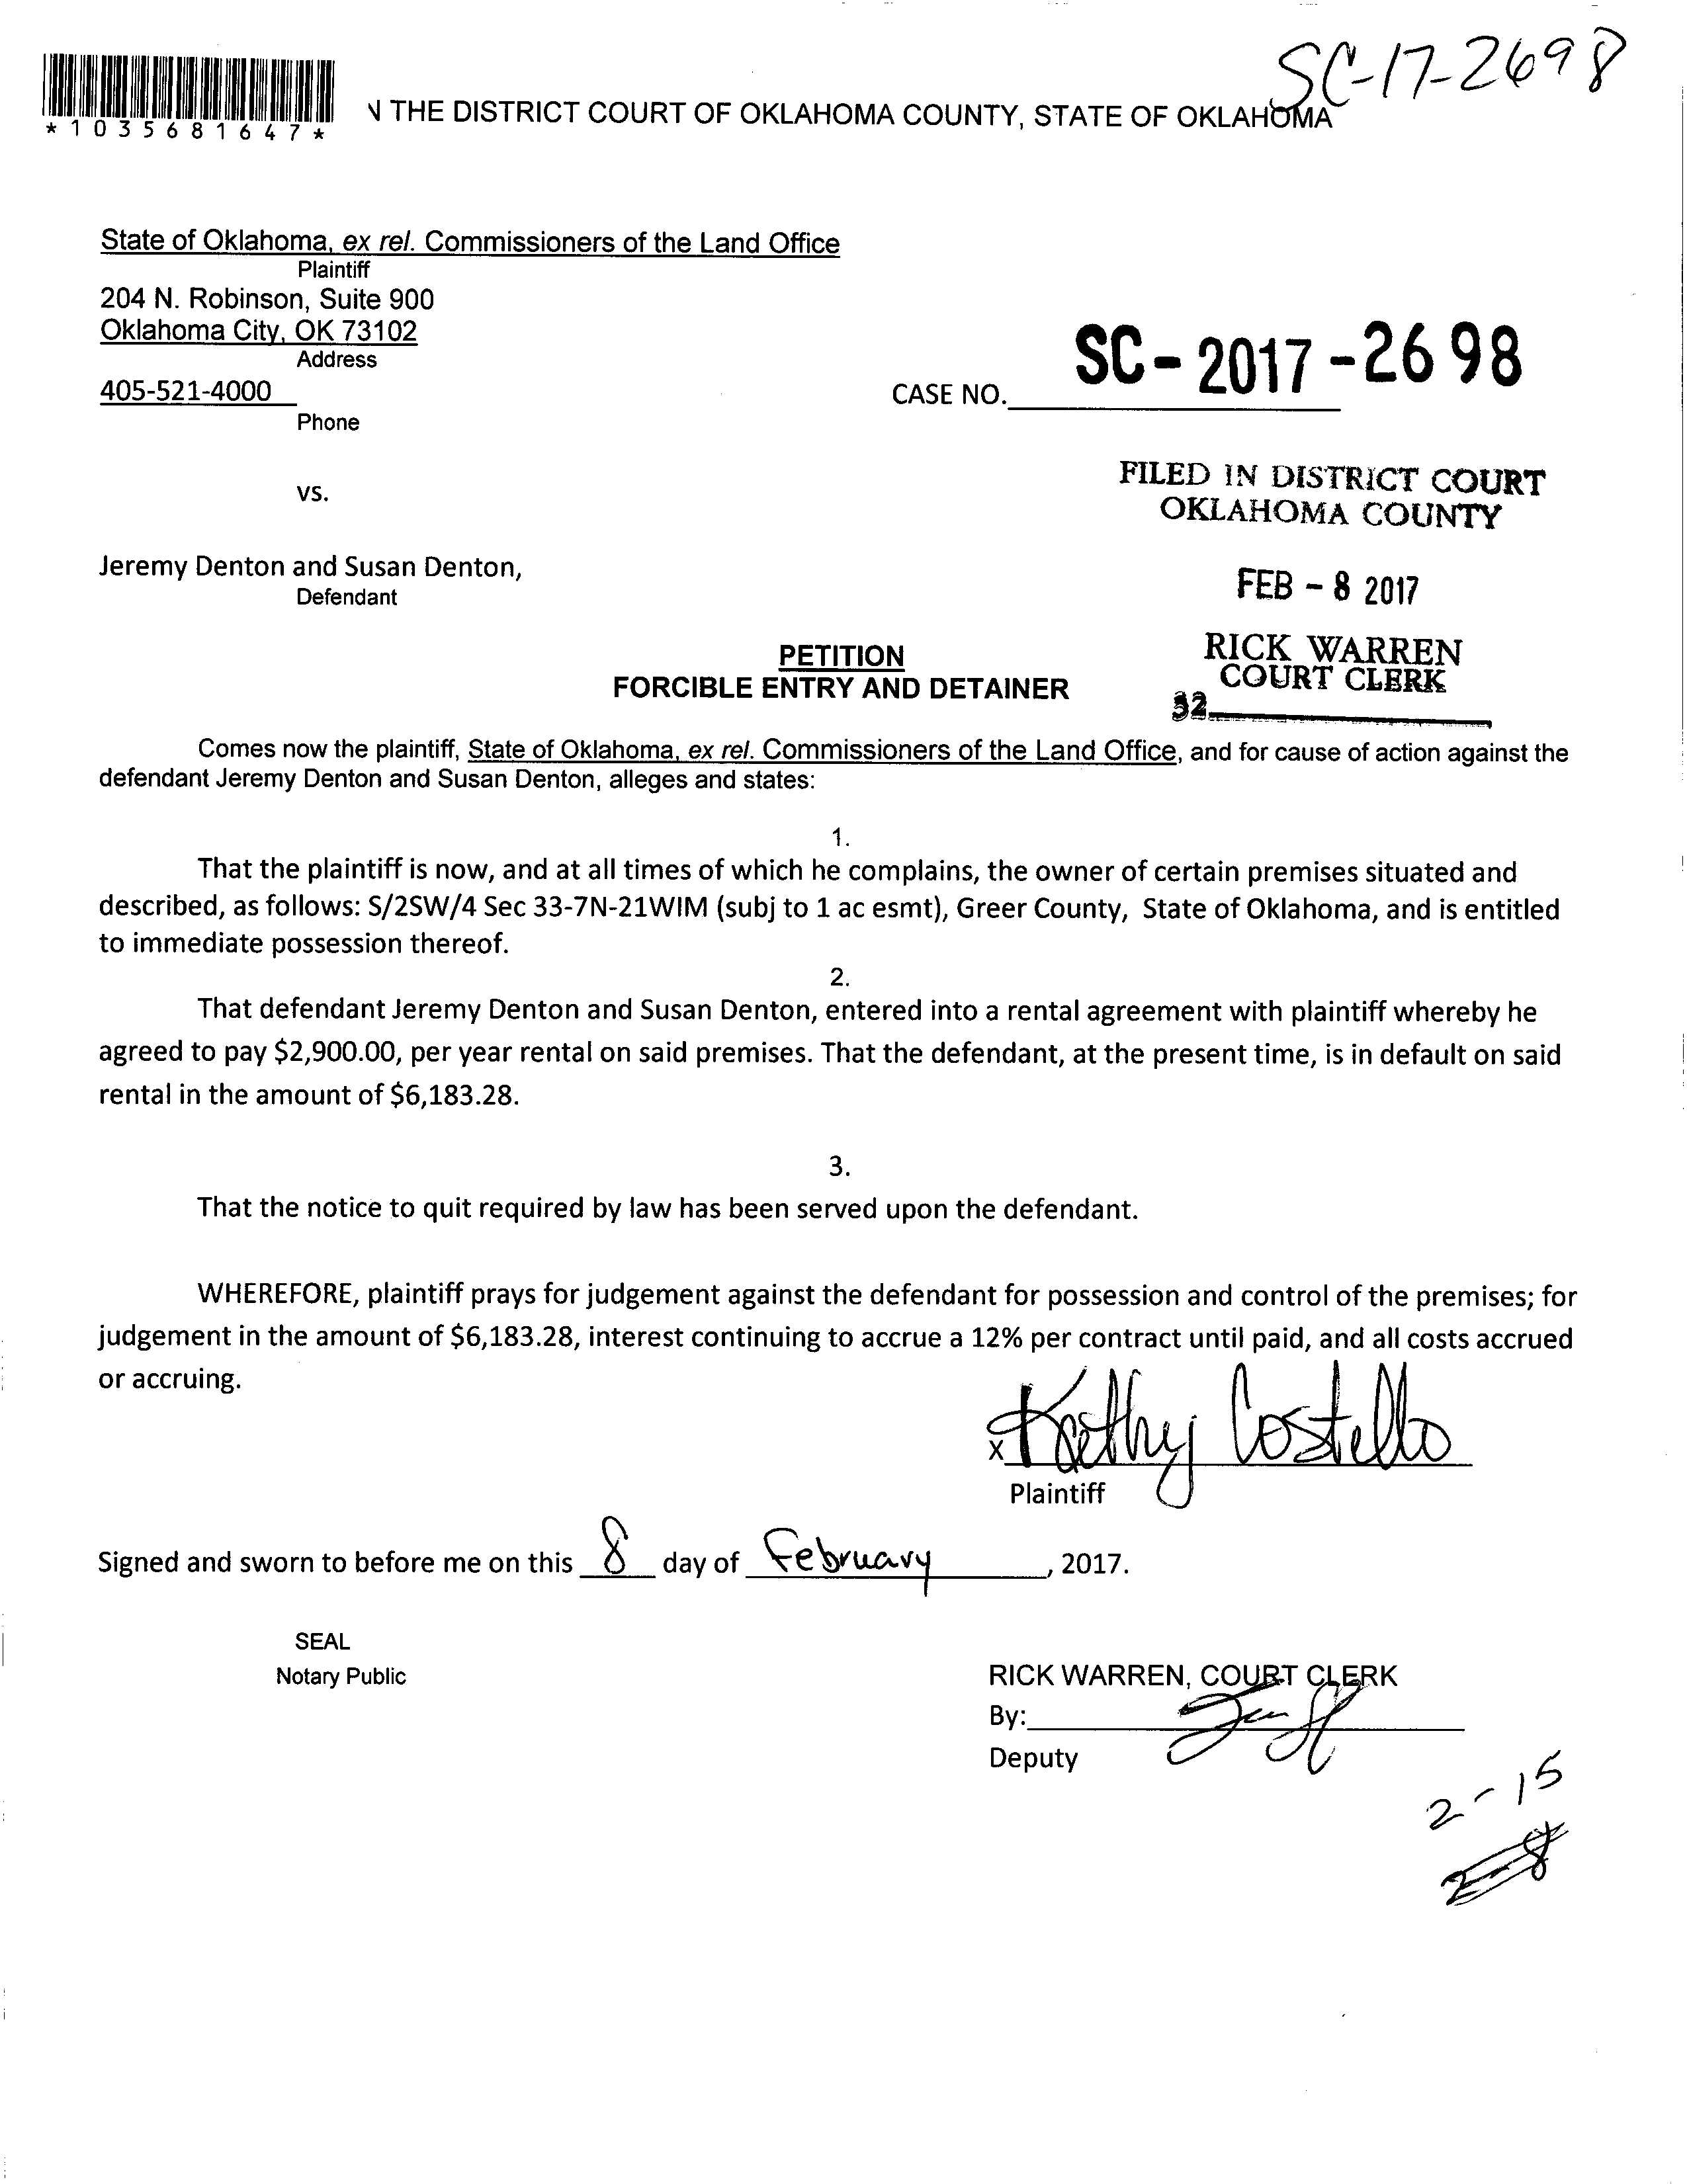 SC-17-2698
*1035681647*
N THE DISTRICT COURT OF OKLAHOMA COUNTY, STATE OF OKLAHOMA
State of Oklahoma, ex rel. Commissioners of the Land Office
Plaintiff
204 N. Robinson, Suite 900
Oklahoma City, OK 73102
Address
405-521-4000
Phone
CASE NO. SC-2017-2698
FILED IN DISTRICT COURT
OKLAHOMA COUNTY
vs.
Jeremy Denton and Susan Denton,
Defendant
FEB - 8 2017
RICK WARREN
COURT CLERK
32
PETITION
FORCIBLE ENTRY AND DETAINER
Comes now the plaintiff, State of Oklahoma, ex rel. Commissioners of the Land Office, and for cause of action against the
defendant Jeremy Denton and Susan Denton, alleges and states:
1.
That the plaintiff is now, and at all times of which he complains, the owner of certain premises situated and
described, as follows: S/2SW/4 Sec 33-7N-21WIM (subj to 1 ac esmt), Greer County, State of Oklahoma, and is entitled
to immediate possession thereof.
2.
That defendant Jeremy Denton and Susan Denton, entered into a rental agreement with plaintiff whereby he
agreed to pay $2,900.00, per year rental on said premises. That the defendant, at the present time, is in default on said
rental in the amount of $6,183.28.
3.
That the notice to quit required by law has been served upon the defendant.
WHEREFORE, plaintiff prays for judgement against the defendant for possession and control of the premises; for
judgement in the amount of $6,183.28, interest continuing to accrue a 12% per contract until paid, and all costs accrued
or accruing.
x Kathy Costello
Plaintiff
Signed and sworn to before me on this 8 day of February, 2017.
SEAL
Notary Public
RICK WARREN, COURT CLERK
By:
Deputy
2-15
2-8